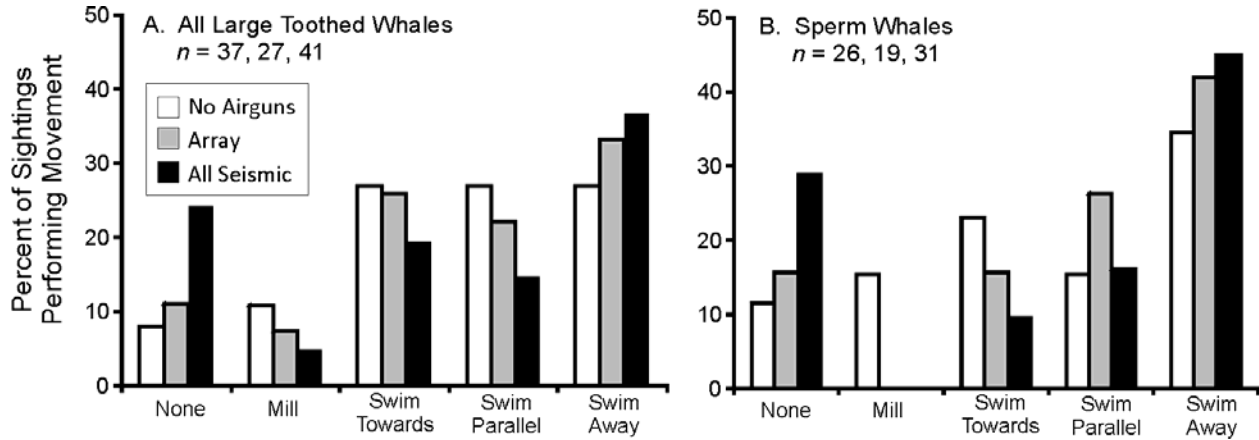 A. All Large Toothed Whales
n = 37, 27, 41
No Airguns
Array
All Seismic
Percent of Sightings
Performing Movement
50
40
30
20
10
0
None
Mill
Swim
Towards
Swim
Parallel
Swim
Away
B. Sperm Whales
n = 26, 19, 31
50
40
30
20
10
0
None
Mill
Swim
Towards
Swim
Parallel
Swim
Away